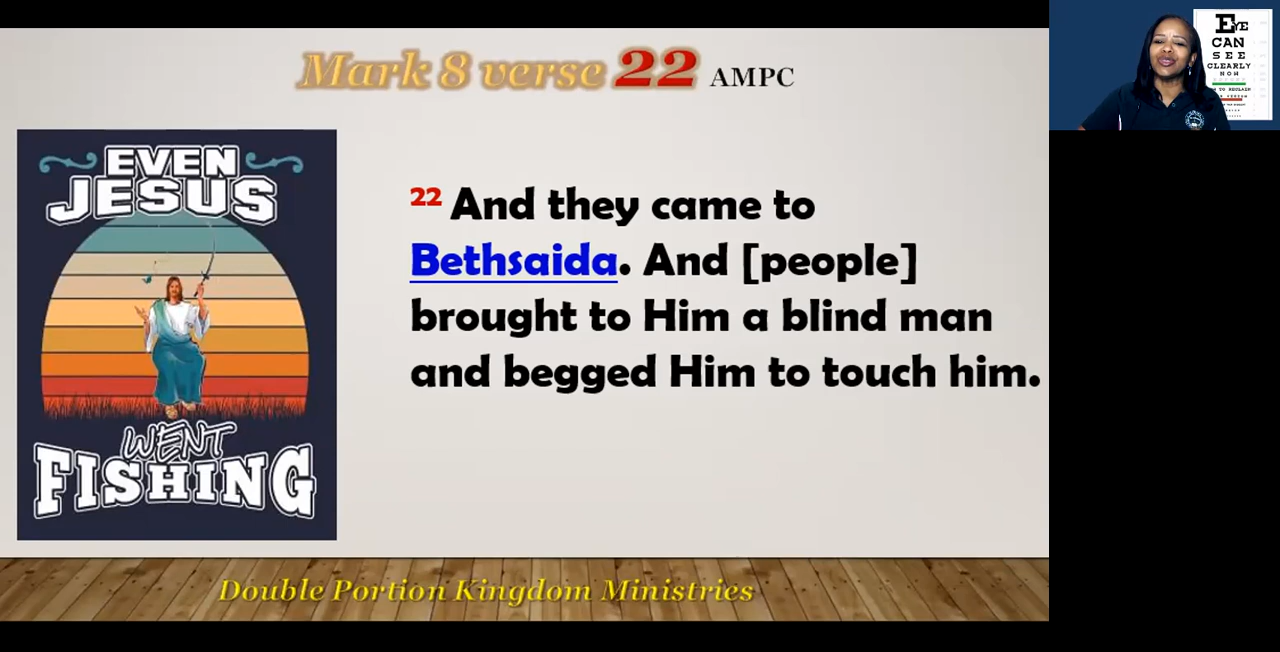 Mark 8 verse 22 AMPC
EVEN
JESUS
WENT
FISHING
22 And they came to
Bethsaida. And [people]
brought to Him a blind man
and begged Him to touch him.
Double Portion Kingdom Ministries
EYE
CAN
SEE
CLEARLY
NOW